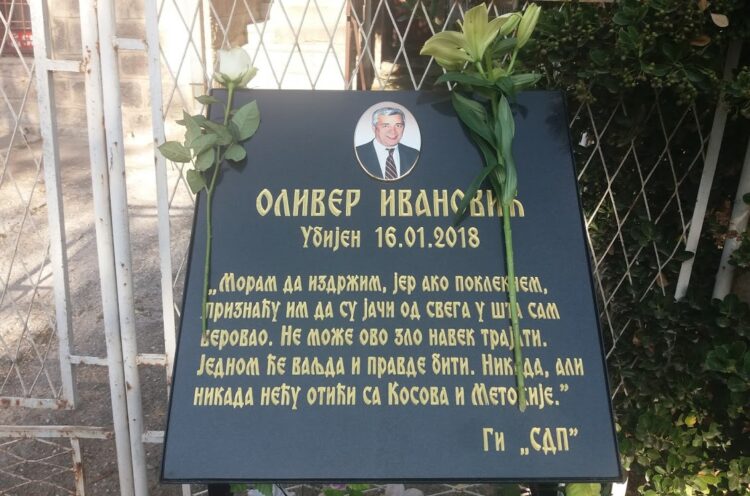 ОЛИВЕР ИВАНОВИЋ
Убијен 16.01.2018
„Морам да издржим, јер ако поклекнем,
признаћу им да су јачи од свега у шта сам
веровао. Не може ово зло навек трајати.
Једном ће ваљда и правде бити. Никада, али
никада нећу отићи са Косова и Метохије.”
Ги „СДП”